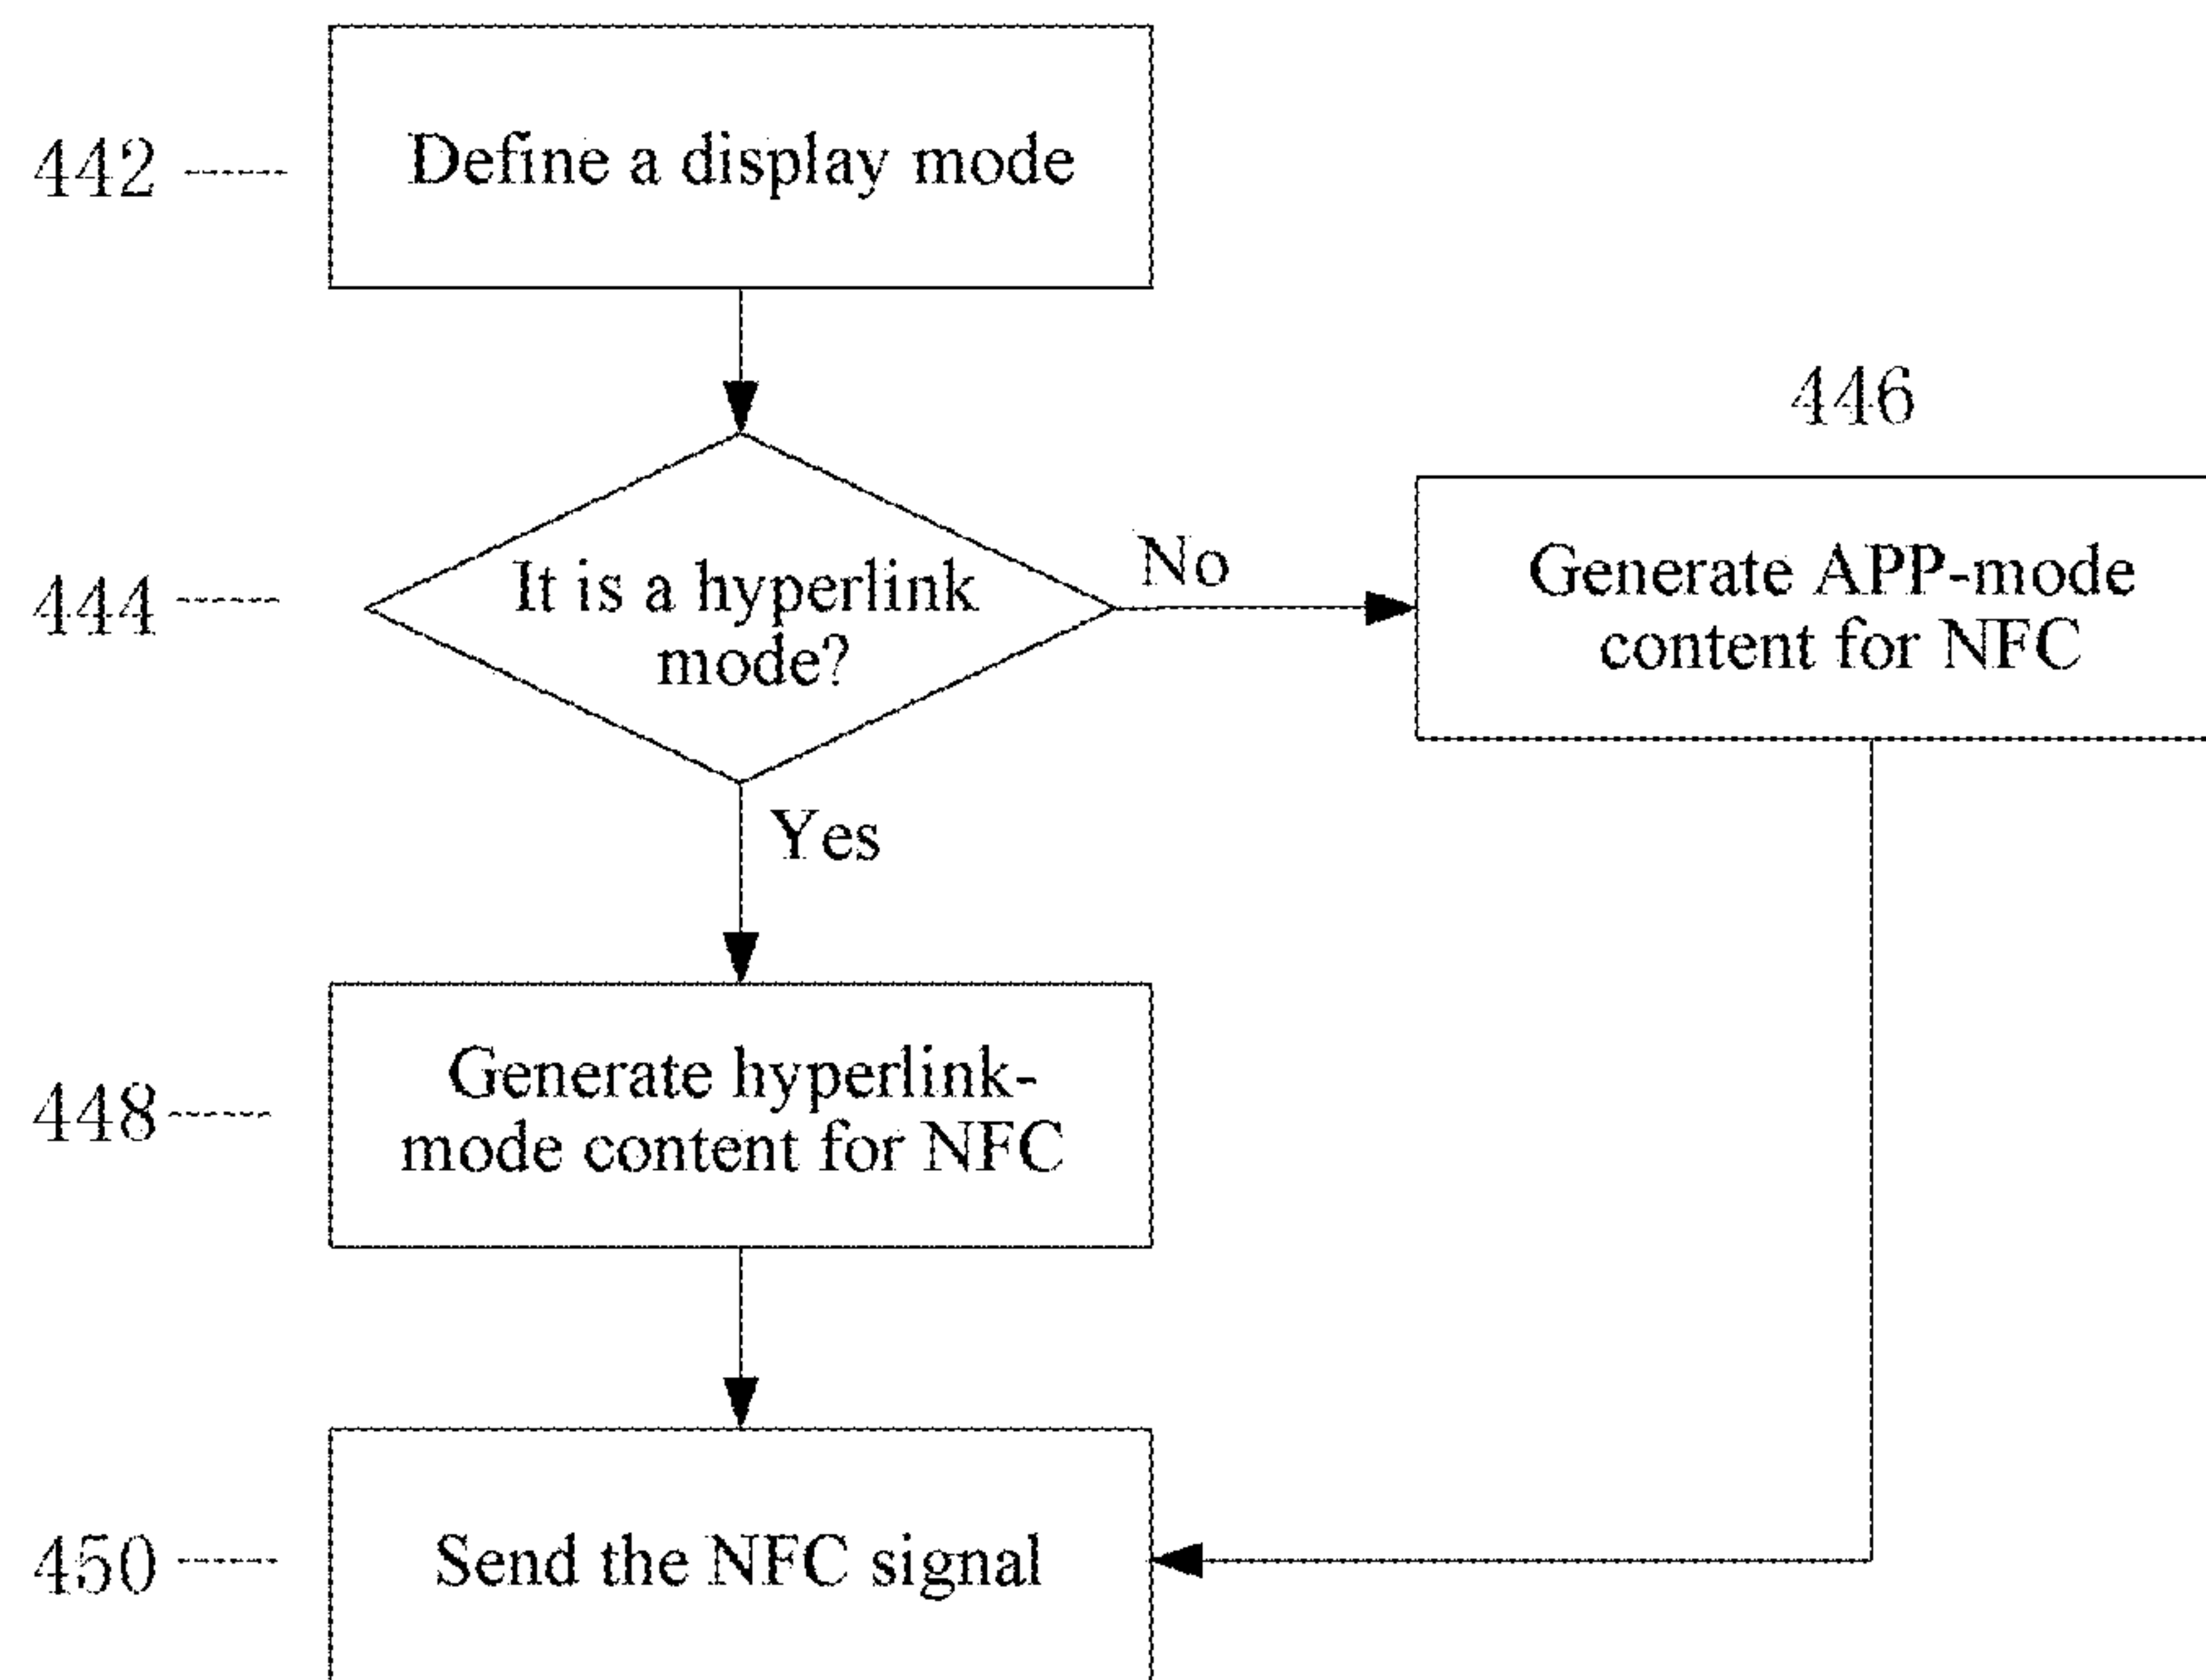 442
Define a display mode
446
444
It is a hyperlink
mode?
No
Generate APP-mode
content for NFC
Yes
448
Generate hyperlink-
mode content for NFC
450
Send the NFC signal